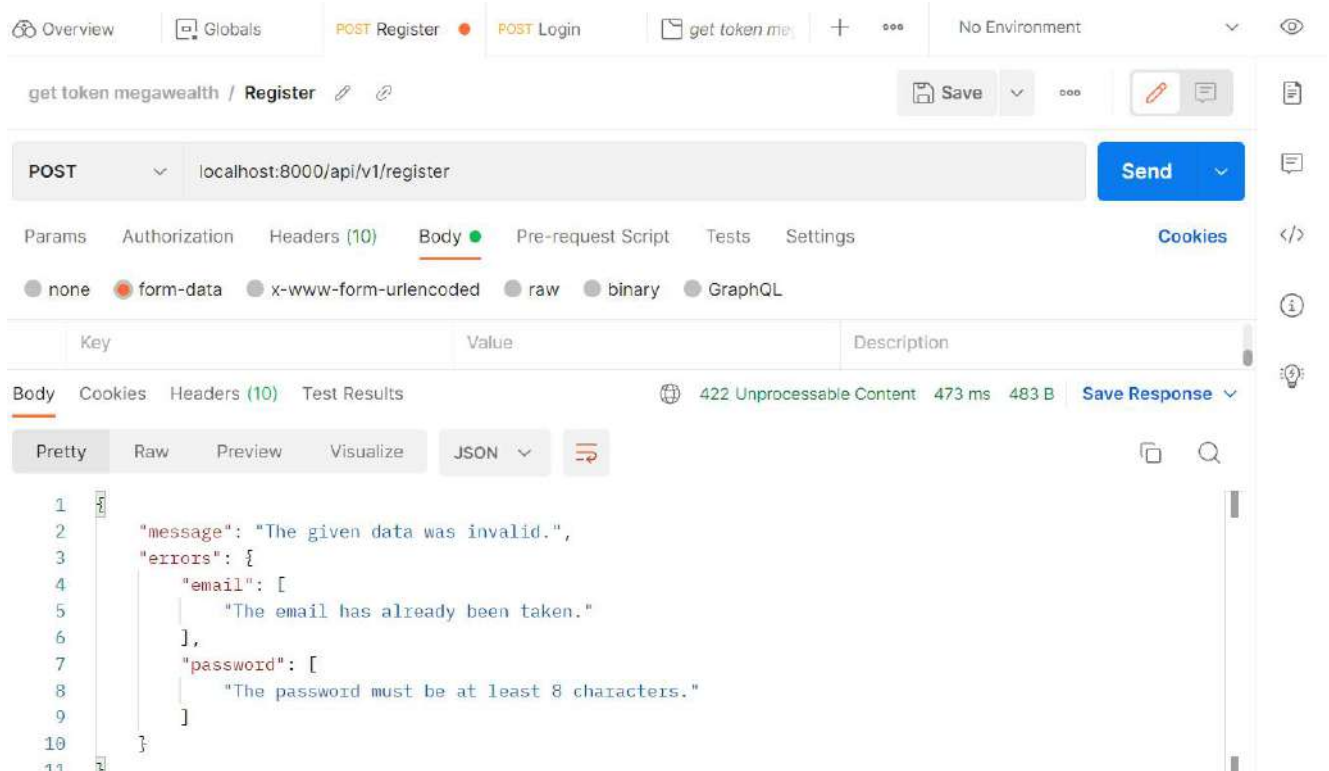 Overview Globals POST Register POST Login get token me No Environment
get token megawealth / Register Save
POST localhost:8000/api/v1/register Send
Params Authorization Headers (10) Body Pre-request Script Tests Settings Cookies </>
none form-data x-www-form-urlencoded raw binary GraphQL
Key Value Description
Body Cookies Headers (10) Test Results 422 Unprocessable Content 473 ms 483 B Save Response
Pretty Raw Preview Visualize JSON
1 {
2 "message": "The given data was invalid.",
3 "errors": {
4 "email": [
5 "The email has already been taken."
6 ],
7 "password": [
8 "The password must be at least 8 characters."
9 ]
10 }
11 }